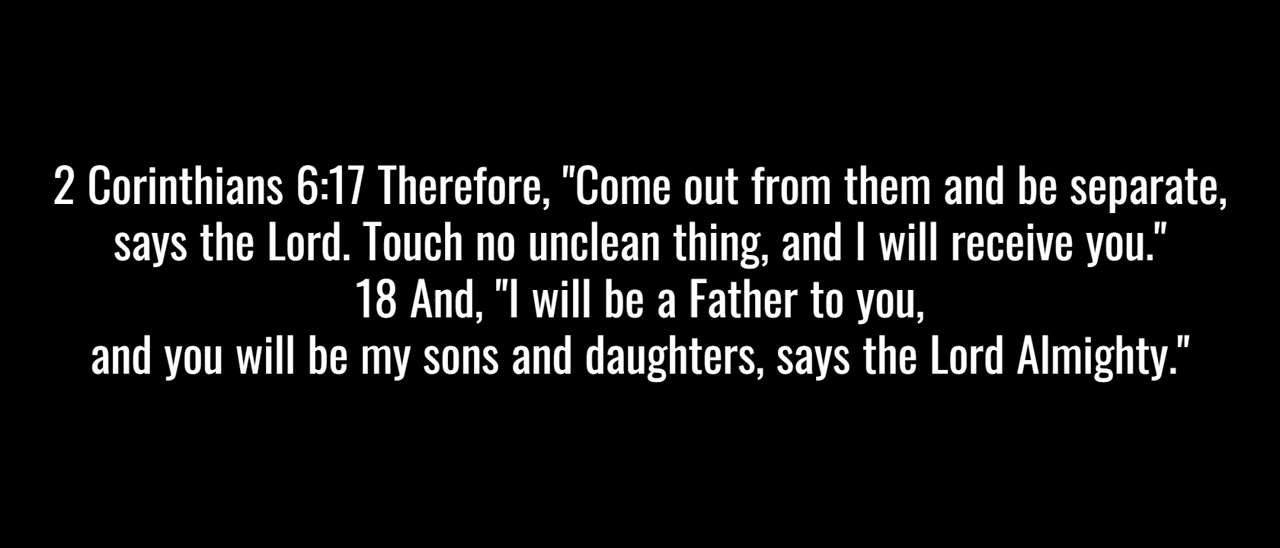 2 Corinthians 6:17 Therefore, "Come out from them and be separate,
says the Lord. Touch no unclean thing, and I will receive you."
18 And, "I will be a Father to you,
and you will be my sons and daughters, says the Lord Almighty."